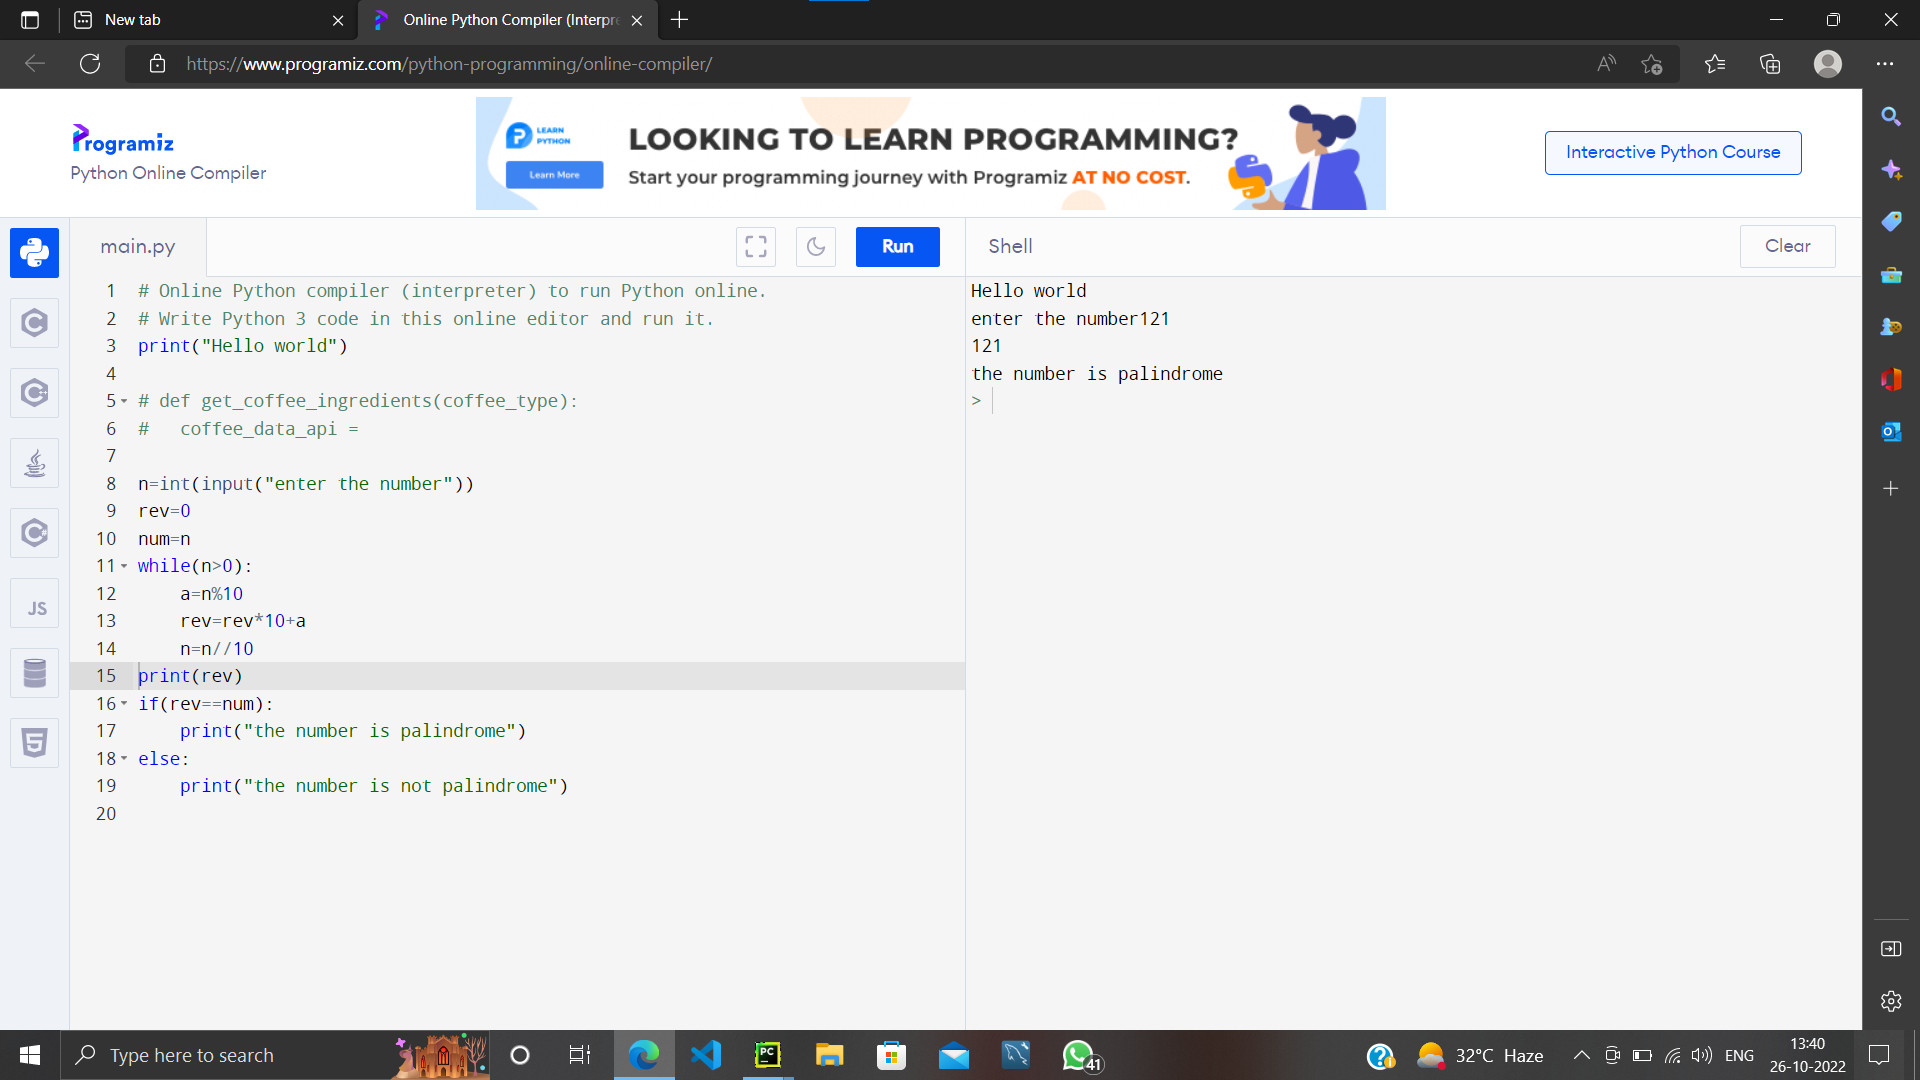 New tab
Online Python Compiler (Interpre
https://www.programiz.com/python-programming/online-compiler/
Programiz
Python Online Compiler
LEARN
PYTHON
Learn More
LOOKING TO LEARN PROGRAMMING?
Start your programming journey with Programiz AT NO COST.
Interactive Python Course
main.py
Run
Shell
Clear
1 # Online Python compiler (interpreter) to run Python online.
2 # Write Python 3 code in this online editor and run it.
3 print("Hello world")
4
5 # def get_coffee_ingredients(coffee_type):
6 #   coffee_data_api =
7
8 n=int(input("enter the number"))
9 rev=0
10 num=n
11 while(n>0):
12     a=n%10
13     rev=rev*10+a
14     n=n//10
15 print(rev)
16 if(rev==num):
17     print("the number is palindrome")
18 else:
19     print("the number is not palindrome")
20
Hello world
enter the number121
121
the number is palindrome
>
JS
Type here to search
PC
41
32°C Haze
ENG
13:40
26-10-2022